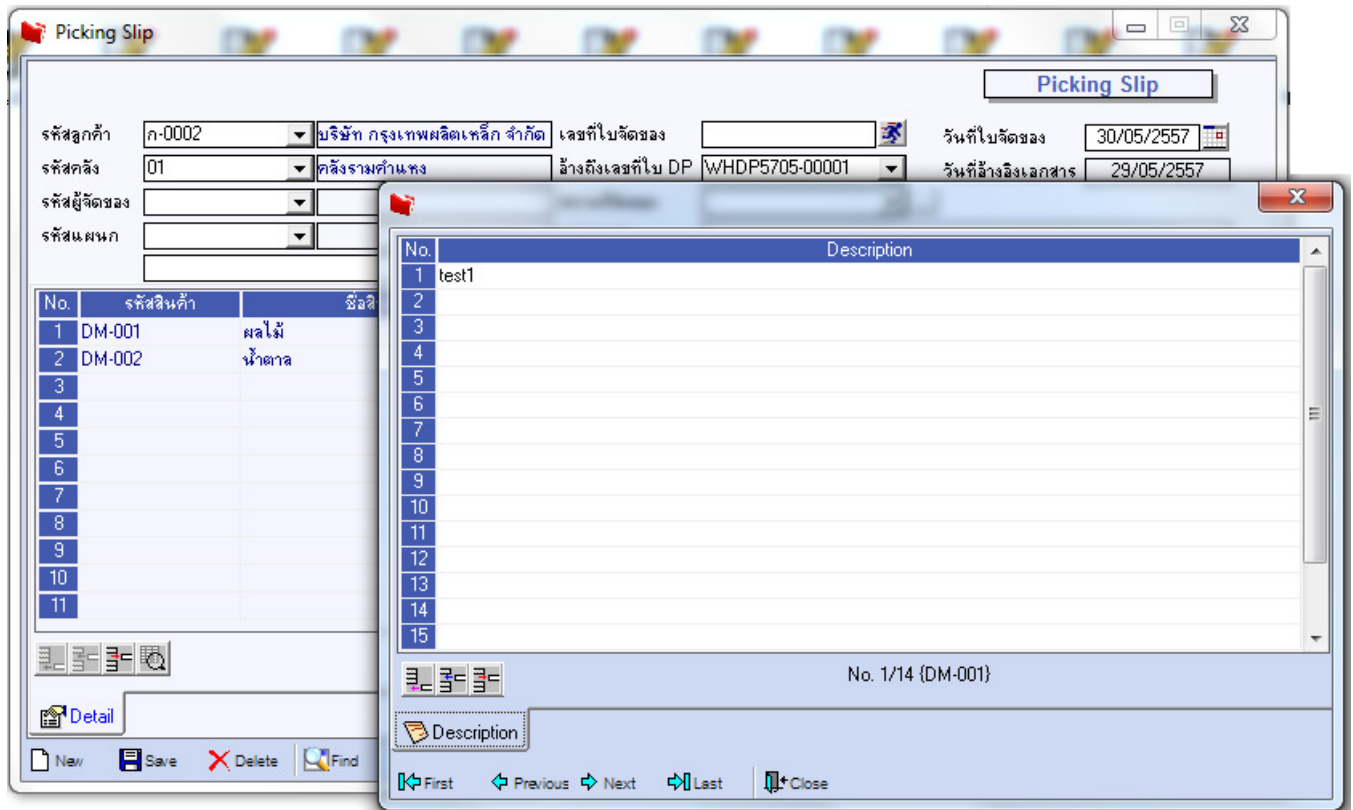 Picking Slip
Picking Slip
รหัสลูกค้า ก-0002 บริษัท กรุงเทพผลิตเหล็ก จำกัด เลขที่ใบจัดของ วันที่ใบจัดของ 30/05/2557
รหัสคลัง 01 คลังรามคำแหง อ้างถึงเลขที่ใบ DP WHDP5705-00001 วันที่อ้างอิงเอกสาร 29/05/2557
รหัสผู้จัดของ
รหัสแผนก
No. รหัสสินค้า
1 DM-001 ผลไม้
2 DM-002 น้ำตาล
3
4
5
6
7
8
9
10
11
Detail
New Save Delete Find
No. Description
1 test1
2
3
4
5
6
7
8
9
10
11
12
13
14
15
No. 1/14 {DM-001}
Description
First Previous Next Last Close